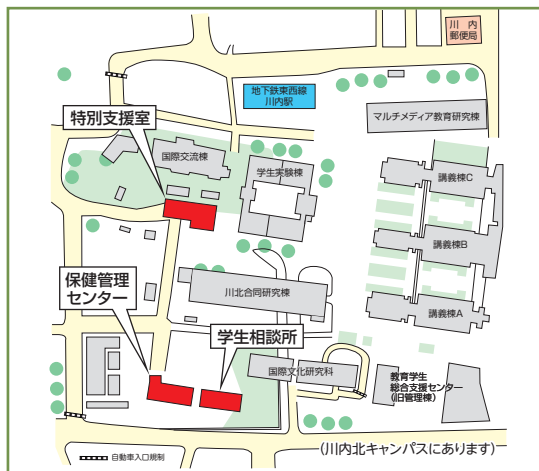 川内
郵便局
地下鉄東西線
川内駅
特別支援室
マルチメディア教育研究棟
国際交流棟
学生実験棟
講義棟C
講義棟B
保健管理
センター
川北合同研究棟
講義棟A
学生相談所
国際文化研究科
教育学生
総合支援センター
(旧管理棟)
(川内北キャンパスにあります)
自動車入口規制